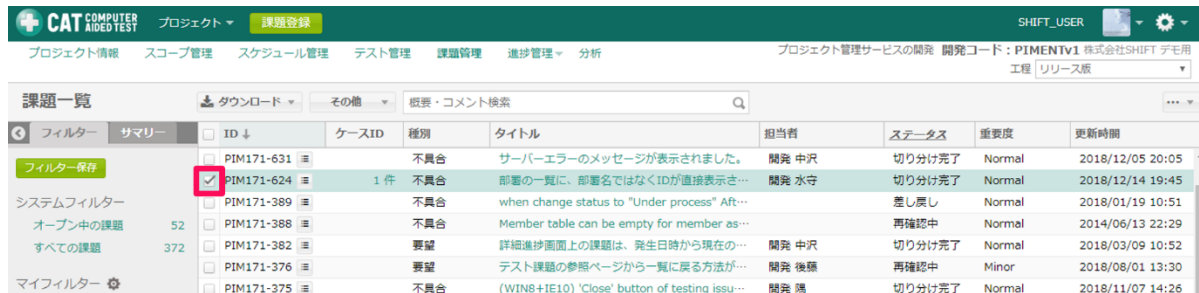 CAT COMPUTER AIDED TEST プロジェクト 課題登録 SHIFT_USER
プロジェクト情報 スコープ管理 スケジュール管理 テスト管理 課題管理 進捗管理 分析 プロジェクト管理サービスの開発 開発コード：PIMENTv1 株式会社SHIFT デモ用
工程 リリース版
課題一覧 ダウンロード その他 概要・コメント検索
フィルター サマリー ID↓ ケースID 種別 タイトル 担当者 ステータス 重要度 更新時間
フィルター保存
PIM171-631 不具合 サーバーエラーのメッセージが表示されました。 開発 中沢 切り分け完了 Normal 2018/12/05 20:05
PIM171-624 1 件 不具合 部署の一覧に、部署名ではなくIDが直接表示さ… 開発 水守 切り分け完了 Normal 2018/12/14 19:45
システムフィルター PIM171-389 不具合 when change status to "Under process" Aft… 差し戻し Normal 2018/01/19 10:51
オープン中の課題 52 PIM171-388 不具合 Member table can be empty for member as… 再確認中 Normal 2014/06/13 22:29
すべての課題 372 PIM171-382 要望 詳細進捗画面上の課題は、発生日時から現在の… 開発 中沢 切り分け完了 Normal 2018/03/09 10:52
PIM171-376 要望 テスト課題の参照ページから一覧に戻る方法が… 開発 後藤 再確認中 Minor 2018/08/01 13:30
マイフィルター PIM171-375 不具合 (WIN8+IE10) 'Close' button of testing issu… 開発 陽 切り分け完了 Normal 2018/11/07 14:26